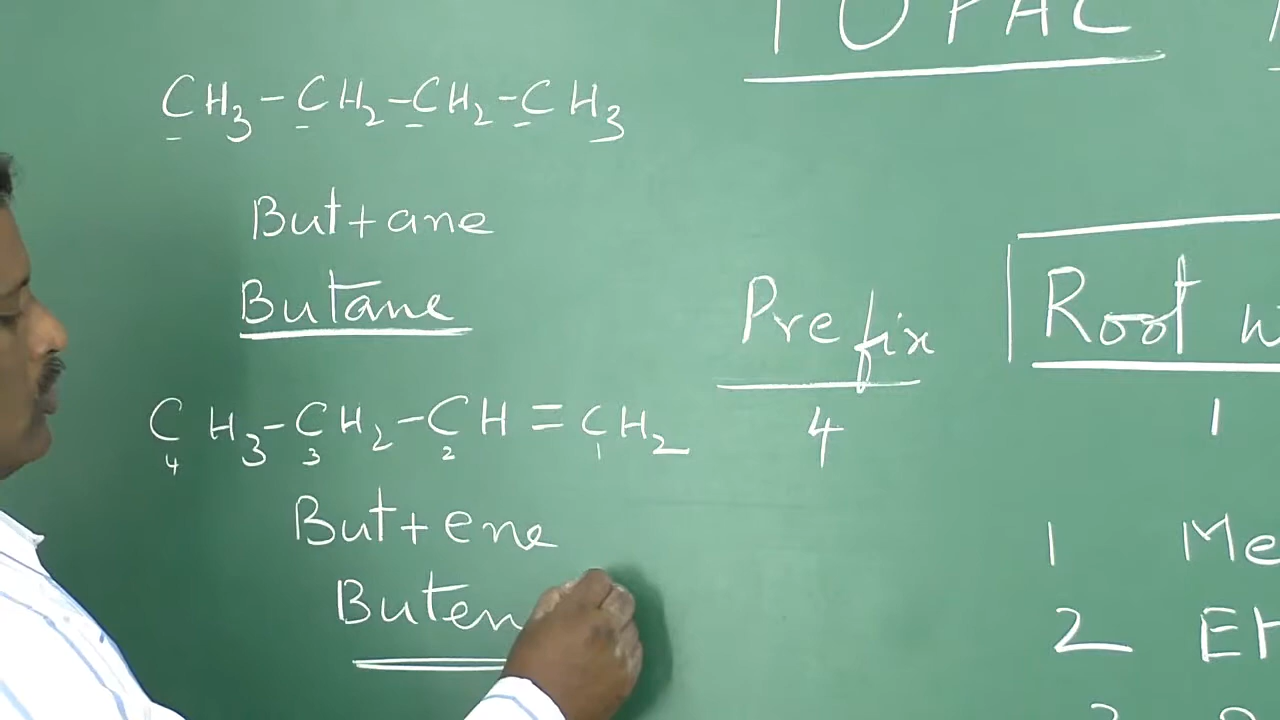 IUPAC
CH3-CH2-CH2-CH3
But+ane
Butane
CH3-CH2-CH=CH2
4 3 2 1
But+ene
Buten
Prefix
4
Root w
1
1 Me
2 Et